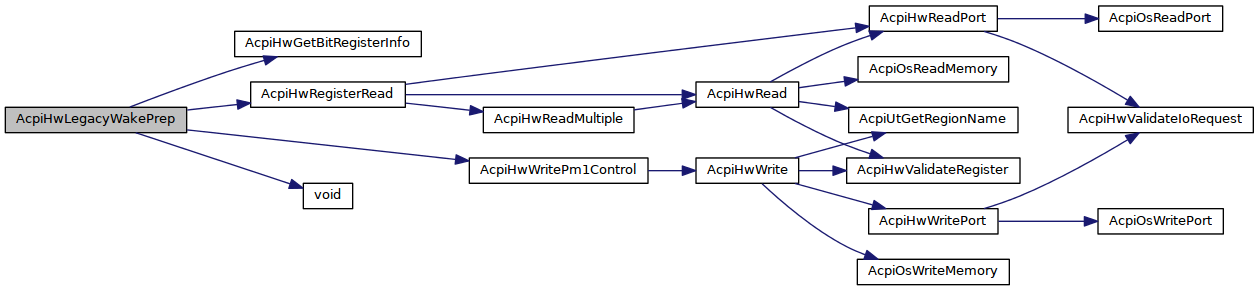 AcpiHwLegacyWakePrep
AcpiHwGetBitRegisterInfo
AcpiHwRegisterRead
void
AcpiHwReadMultiple
AcpiHwWritePm1Control
AcpiHwRead
AcpiHwWrite
AcpiHwReadPort
AcpiOsReadMemory
AcpiUtGetRegionName
AcpiHwValidateRegister
AcpiHwWritePort
AcpiOsWriteMemory
AcpiOsReadPort
AcpiHwValidateIoRequest
AcpiOsWritePort